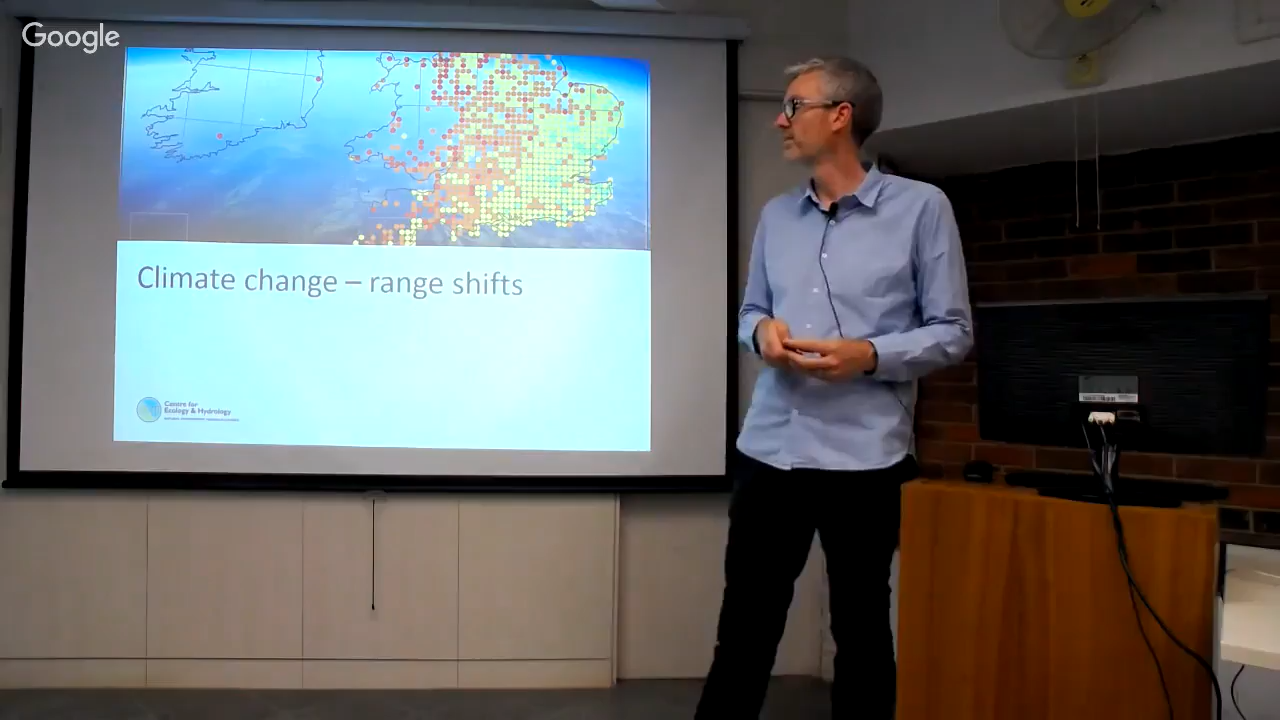 Google
Climate change – range shifts
Centre for
Ecology & Hydrology